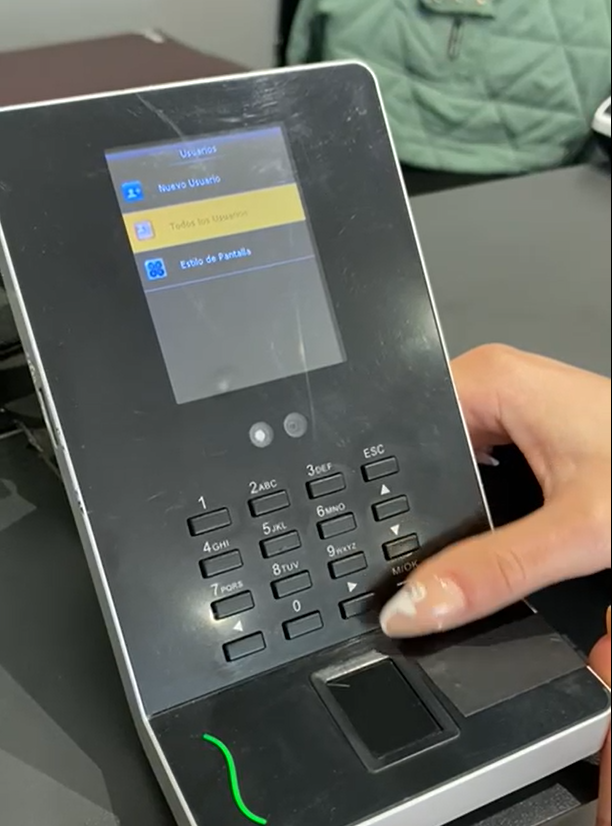 Usuarios
Nuevo Usuario
Todos los Usuarios
Estilo de Pantalla
ESC
1 2ABC 3DEF ▲
4GHI 5JKL 6MNO ▼
7PQRS 8TUV 9WXYZ M/OK
◀ 0 ▶